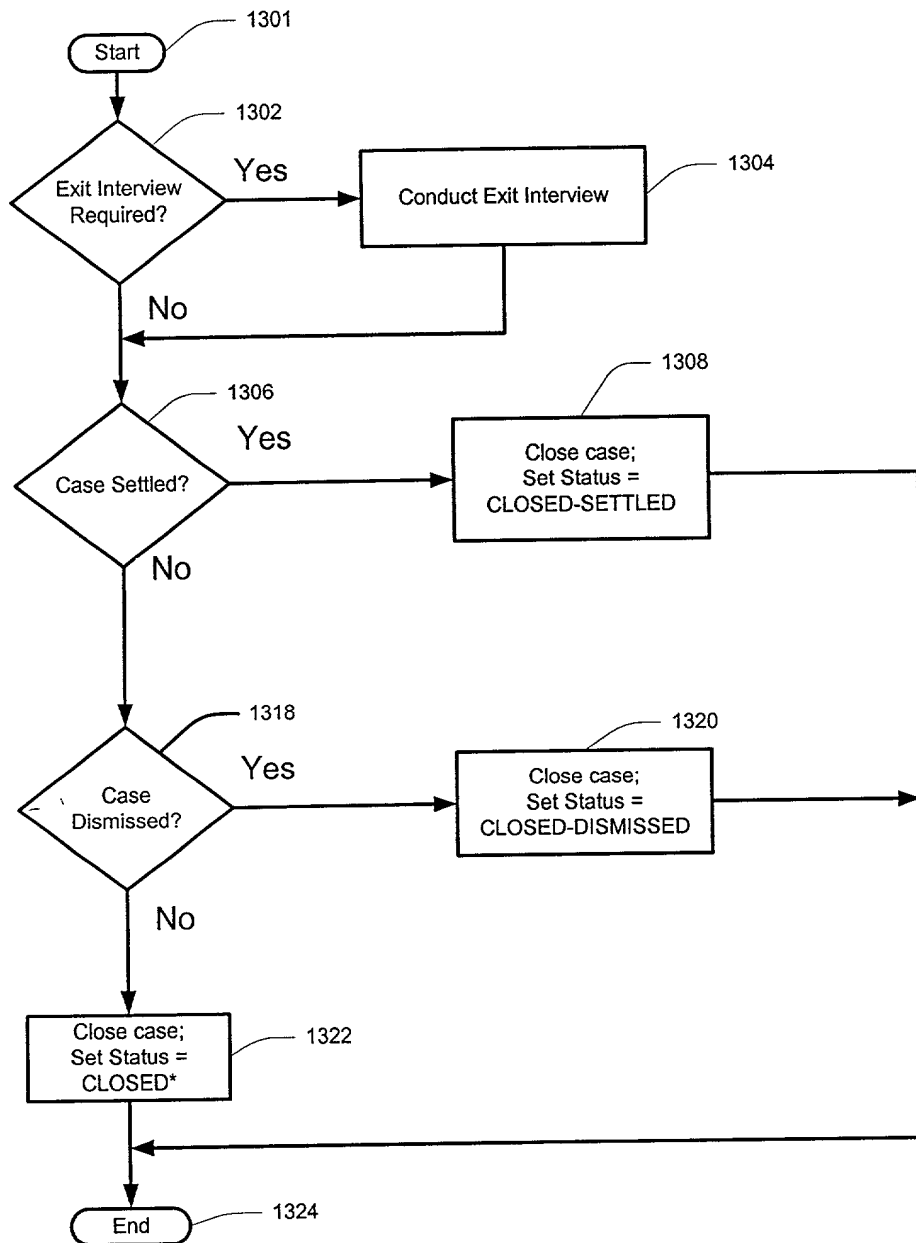 1301
Start
1302
Exit Interview
Required?
Yes
Conduct Exit Interview
1304
No
1306
Case Settled?
Yes
1308
Close case;
Set Status =
CLOSED-SETTLED
No
1318
Case
Dismissed?
Yes
1320
Close case;
Set Status =
CLOSED-DISMISSED
No
Close case;
Set Status =
CLOSED*
1322
End
1324